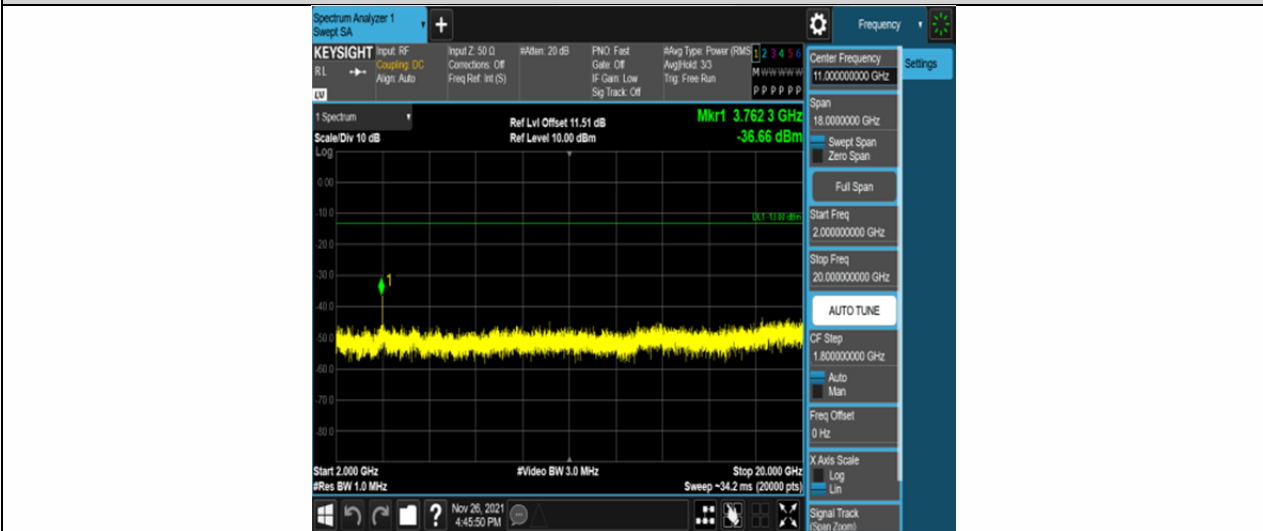 Spectrum Analyzer 1
Swept SA
+
Frequency
KEYSIGHT
RL
LV
Input: RF
Coupling: DC
Align: Auto
Input Z: 50 Ω
Corrections: Off
Freq Ref: Int (S)
#Atten: 20 dB
PNO: Fast
Gate: Off
IF Gain: Low
Sig Track: Off
#Avg Type: Power (RMS
Avg|Hold: 3/3
Trig: Free Run
1 2 3 4 5 6
M W W W W W
P P P P P P
Center Frequency
11.000000000 GHz
Settings
Span
18.0000000 GHz
Swept Span
Zero Span
Full Span
Start Freq
2.000000000 GHz
Stop Freq
20.000000000 GHz
AUTO TUNE
CF Step
1.800000000 GHz
Auto
Man
Freq Offset
0 Hz
X Axis Scale
Log
Lin
Signal Track
(Span Zoom)
1 Spectrum
Scale/Div 10 dB
Ref Lvl Offset 11.51 dB
Ref Level 10.00 dBm
Mkr1 3.762 3 GHz
-36.66 dBm
Log
0.00
-10.0
DL1 -13.00 dBm
-20.0
-30.0
1
-40.0
-50.0
-60.0
-70.0
-80.0
Start 2.000 GHz
#Video BW 3.0 MHz
Stop 20.000 GHz
#Res BW 1.0 MHz
Sweep ~34.2 ms (20000 pts)
?
Nov 26, 2021
4:45:50 PM